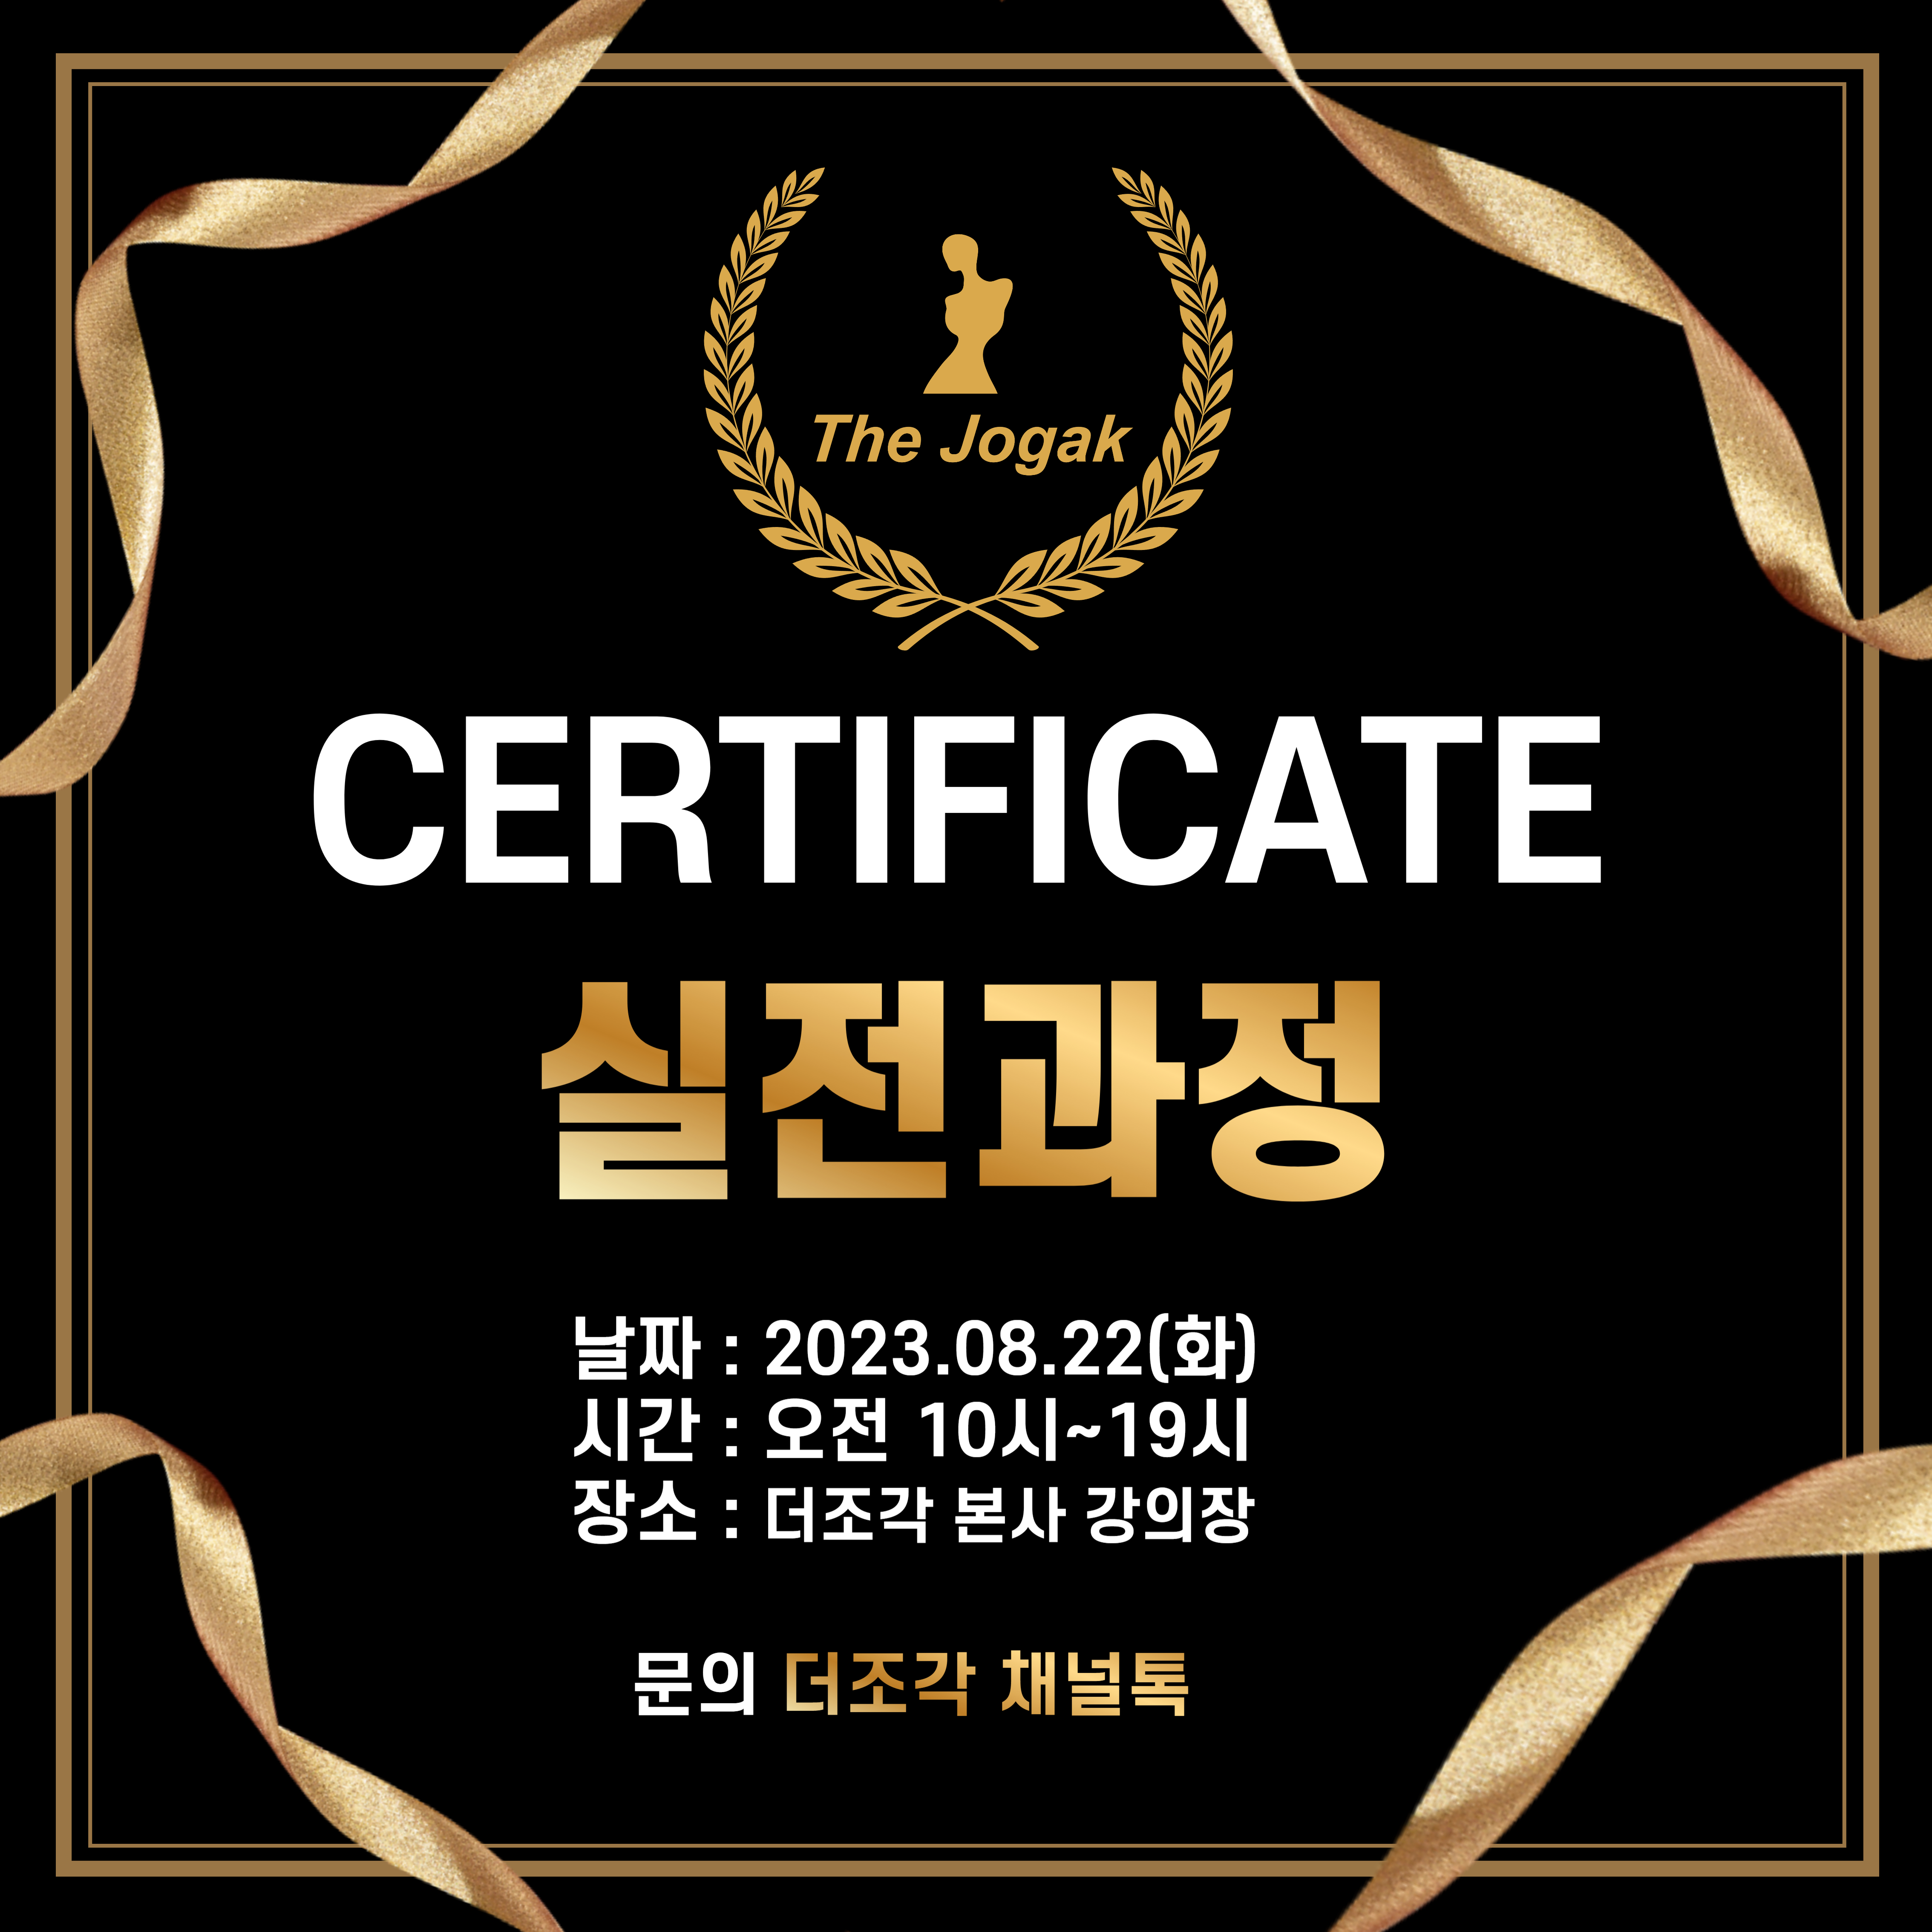 The Jogak
CERTIFICATE
실전과정
날짜 : 2023.08.22(화)
시간 : 오전 10시~19시
장소 : 더조각 본사 강의장
문의 더조각 채널톡